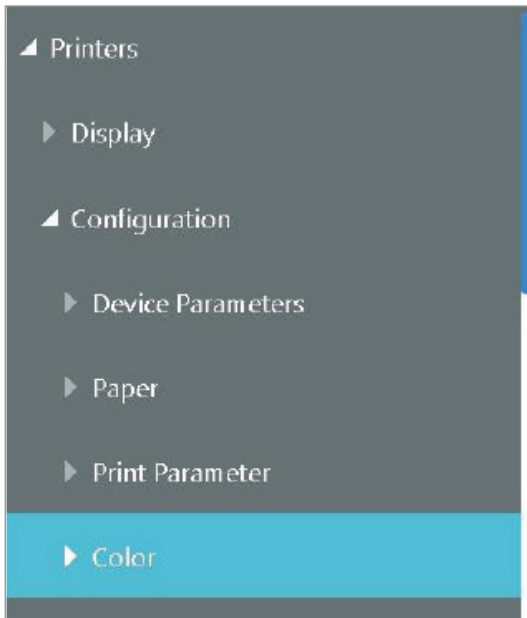 Printers
Display
Configuration
Device Parameters
Paper
Print Parameter
Color